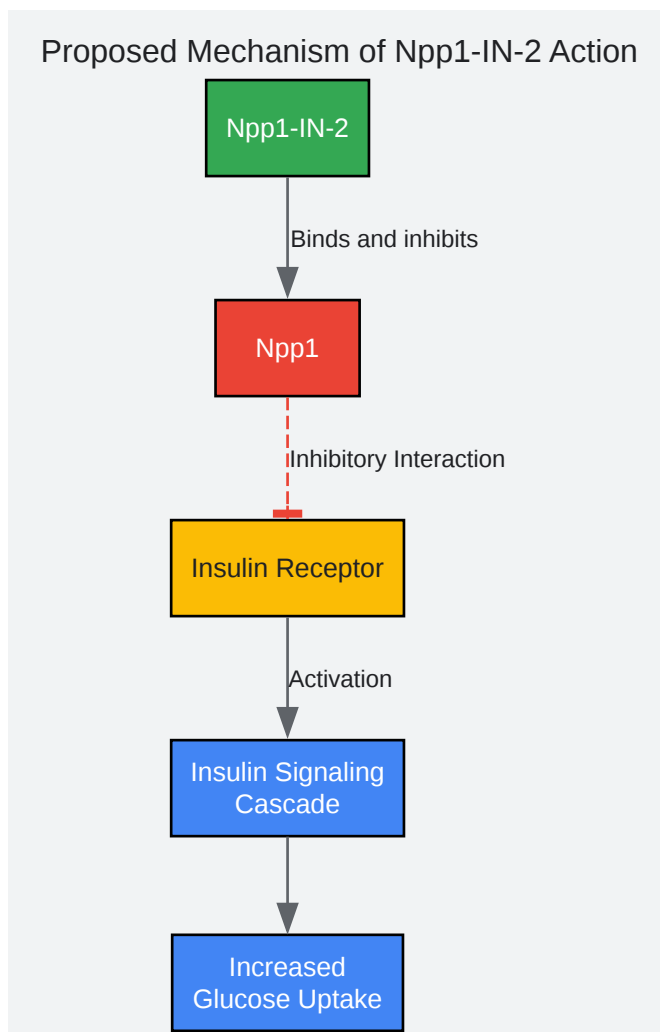 Proposed Mechanism of Npp1-IN-2 Action
Npp1-IN-2
Binds and inhibits
Npp1
Inhibitory Interaction
Insulin Receptor
Activation
Insulin Signaling
Cascade
Increased
Glucose Uptake